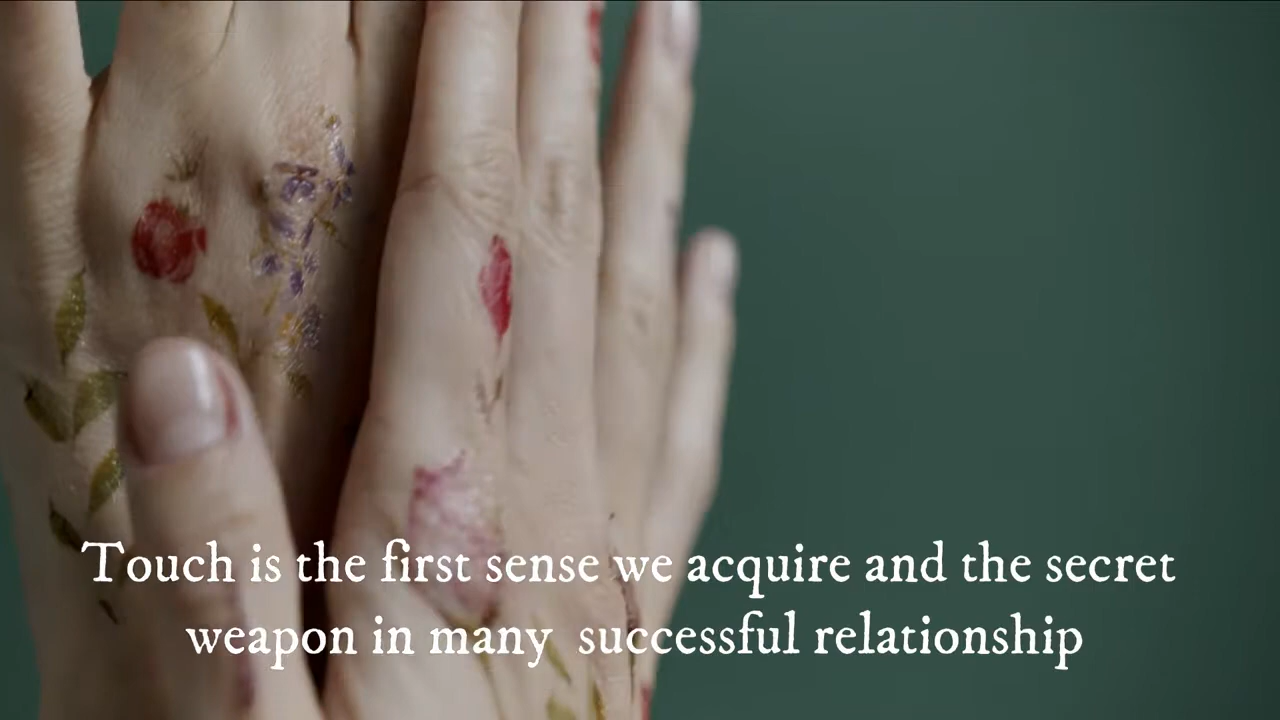 Touch is the first sense we acquire and the secret
weapon in many  successful relationship